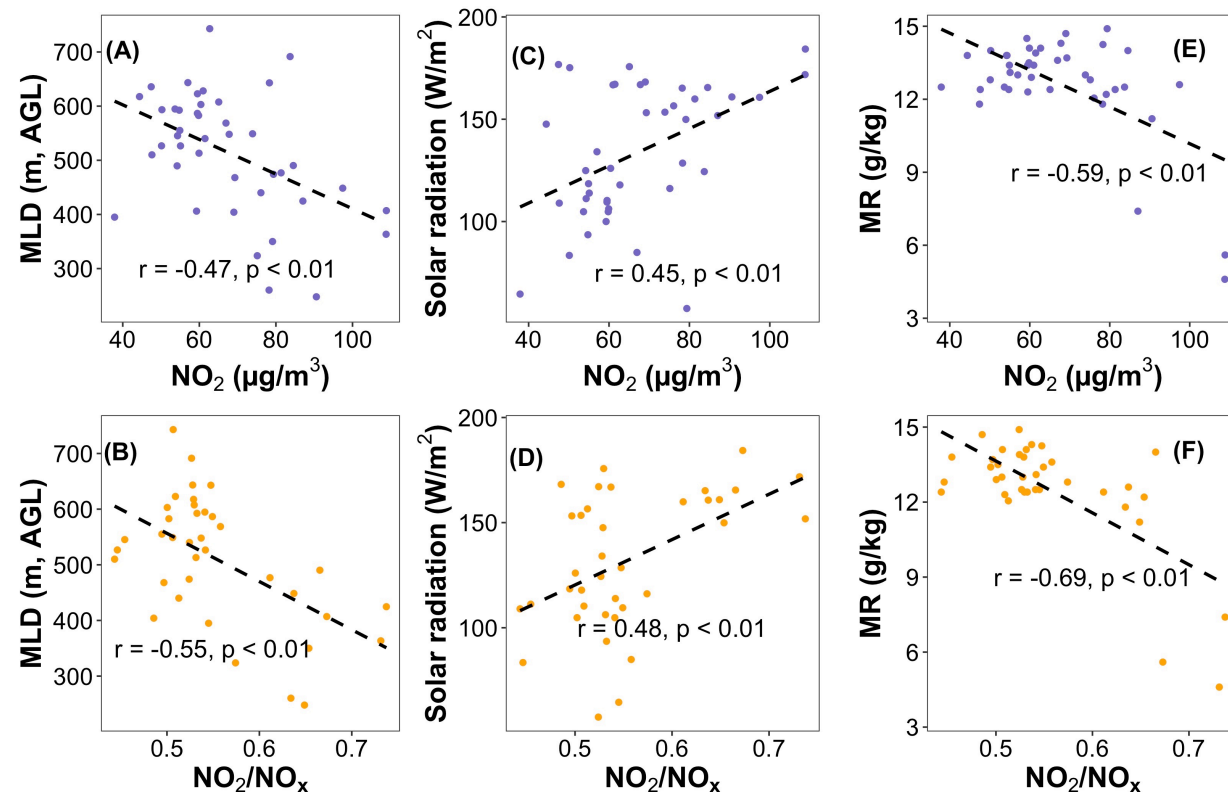 (A)
MLD (m, AGL)
700
600
500
400
300
r = -0.47, p < 0.01
40 60 80 100
NO₂ (µg/m³)
(C)
Solar radiation (W/m²)
200
150
100
r = 0.45, p < 0.01
40 60 80 100
NO₂ (µg/m³)
(E)
MR (g/kg)
15
12
9
6
3
r = -0.59, p < 0.01
40 60 80 100
NO₂ (µg/m³)
(B)
MLD (m, AGL)
700
600
500
400
300
r = -0.55, p < 0.01
0.5 0.6 0.7
NO₂/NOₓ
(D)
Solar radiation (W/m²)
200
150
100
r = 0.48, p < 0.01
0.5 0.6 0.7
NO₂/NOₓ
(F)
MR (g/kg)
15
12
9
6
3
r = -0.69, p < 0.01
0.5 0.6 0.7
NO₂/NOₓ